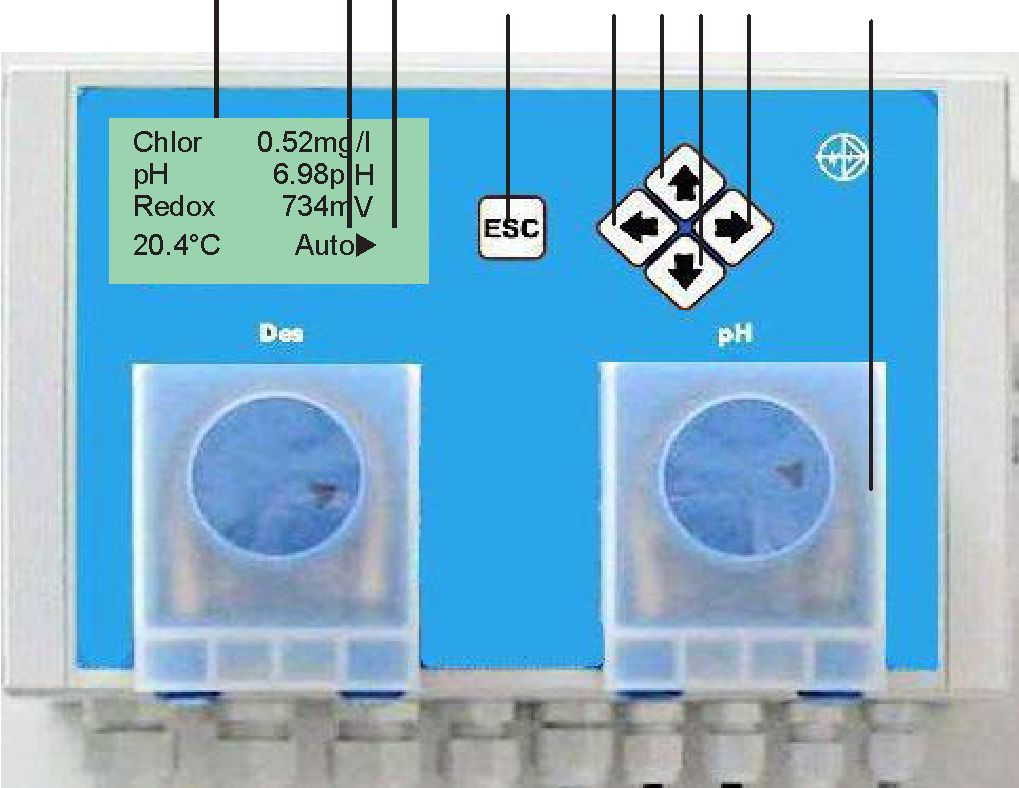 Chlor 0.52mg/l
pH 6.98pH
Redox 734mV
20.4°C Auto▶
ESC
Des
pH